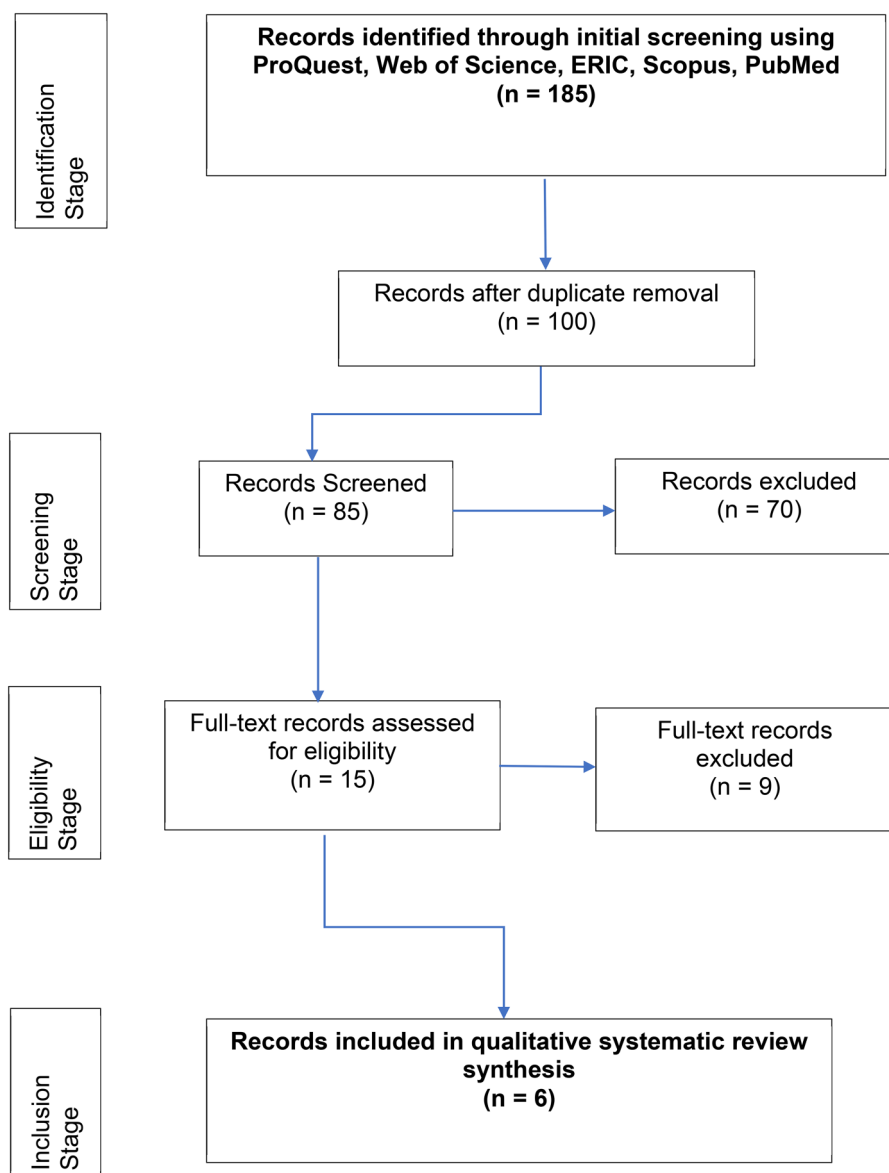 Identification
Stage
Records identified through initial screening using
ProQuest, Web of Science, ERIC, Scopus, PubMed
(n = 185)
Records after duplicate removal
(n = 100)
Screening
Stage
Records Screened
(n = 85)
Records excluded
(n = 70)
Eligibility
Stage
Full-text records assessed
for eligibility
(n = 15)
Full-text records
excluded
(n = 9)
Inclusion
Stage
Records included in qualitative systematic review
synthesis
(n = 6)